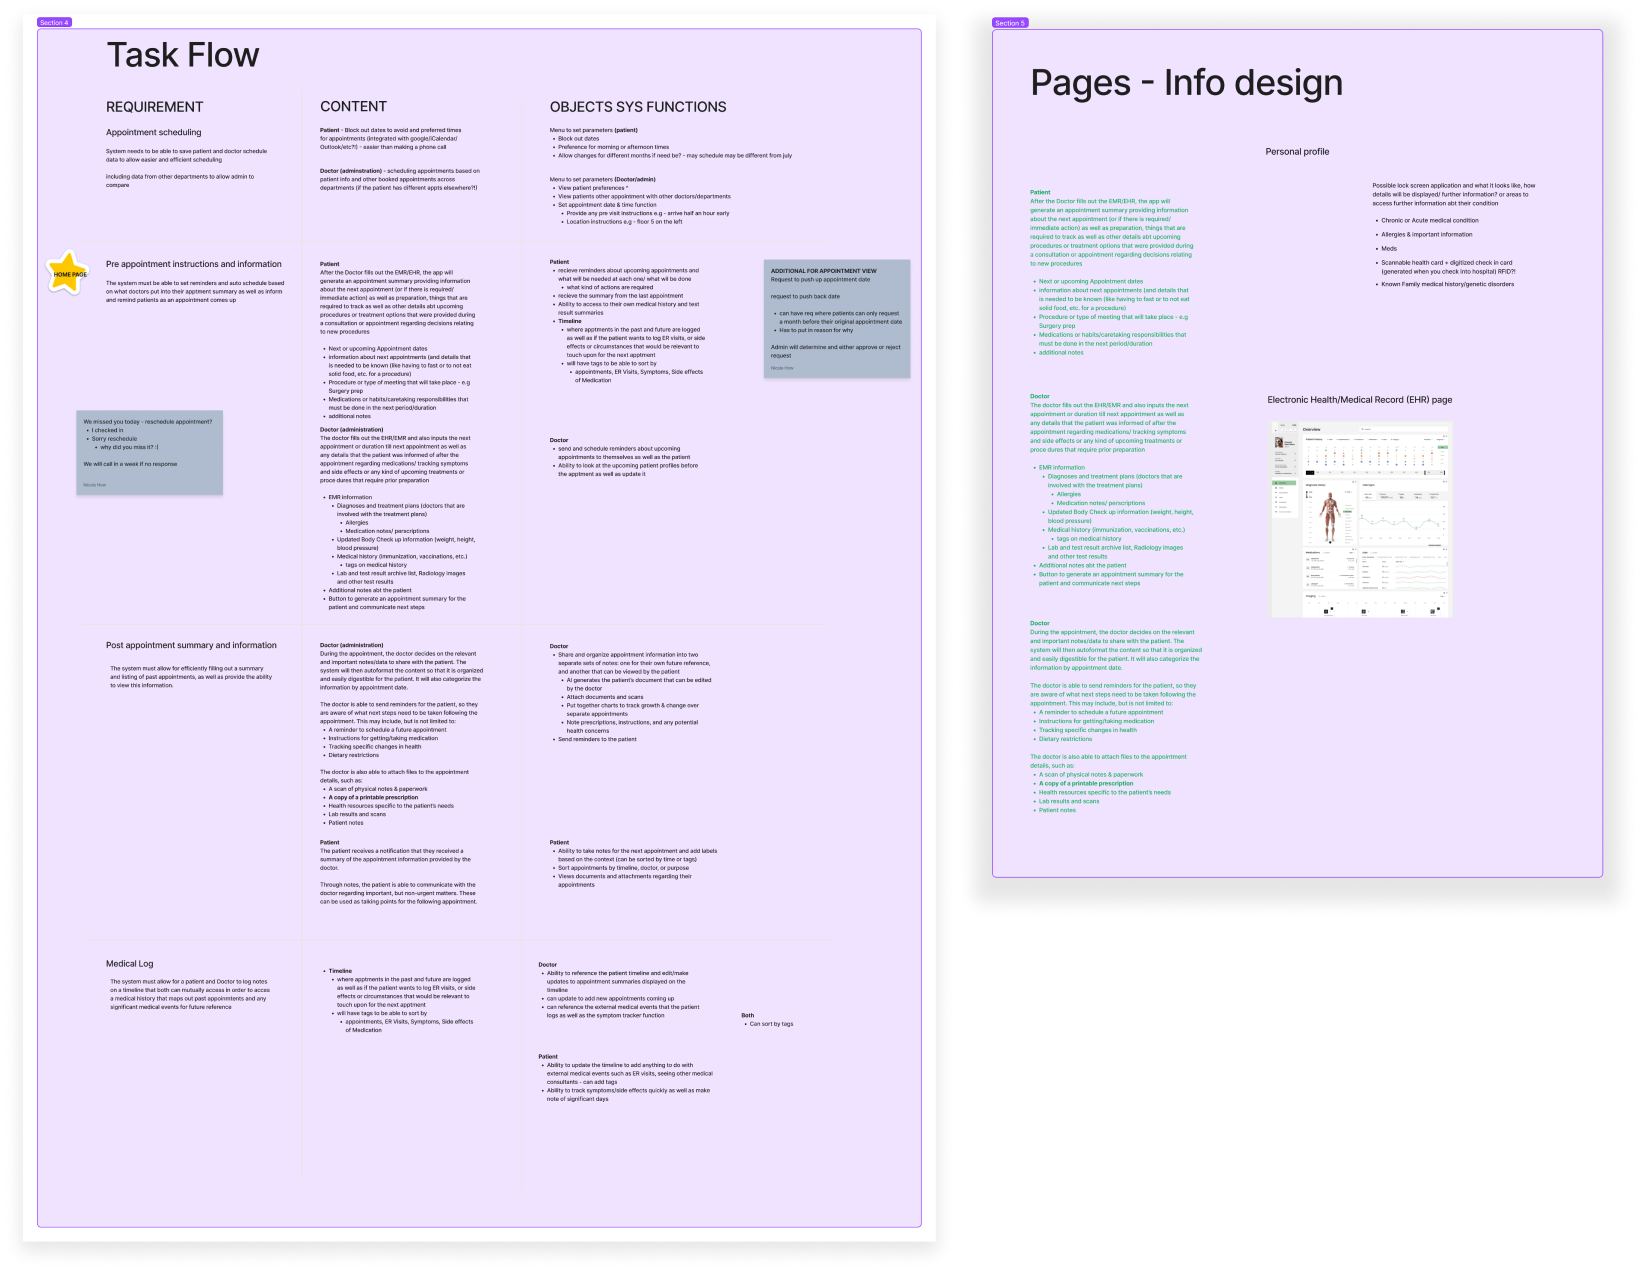 Section 4
Task Flow
REQUIREMENT
CONTENT
OBJECTS SYS FUNCTIONS
Appointment scheduling
System needs to be able to save patient and doctor schedule
data to allow easier and efficient scheduling
including data from other departments to allow admin to
compare
Patient - Block out dates to avoid and preferred times
for appointments (integrated with google/iCalendar/
Outlook/etc?!) - easier than making a phone call
Doctor (adminstration) - scheduling appointments based on
patient info and other booked appointments across
departments (if the patient has different appts elsewhere?!)
Menu to set parameters (patient)
• Block out dates
• Preference for morning or afternoon times
• Allow changes for different months if need be? - may schedule may be different from july
Menu to set parameters (Doctor/admin)
• View patient preferences ^
• View patients other appointment with other doctors/departments
• Set appointment date & time function
• Provide any pre visit instructions e.g - arrive half an hour early
• Location instructions e.g - floor 5 on the left
HOME PAGE
Pre appointment instructions and information
The system must be able to set reminders and auto schedule based
on what doctors put into their apptment summary as well as inform
and remind patients as an appointment comes up
We missed you today - reschedule appointment?
• I checked in
• Sorry reschedule
• why did you miss it? :(
We will call in a week if no response
Nicole How
Patient
After the Doctor fills out the EMR/EHR, the app will
generate an appointment summary providing information
about the next appointment (or if there is required/
immediate action) as well as preparation, things that are
required to track as well as other details abt upcoming
procedures or treatment options that were provided during
a consultation or appointment regarding decisions relating
to new procedures
• Next or upcoming Appointment dates
• information about next appointments (and details that
is needed to be known (like having to fast or to not eat
solid food, etc. for a procedure)
• Procedure or type of meeting that will take place - e.g
Surgery prep
• Medications or habits/caretaking responsibilities that
must be done in the next period/duration
• additional notes
Doctor (administration)
The doctor fills out the EHR/EMR and also inputs the next
appointment or duration till next appointment as well as
any details that the patient was informed of after the
appointment regarding medications/ tracking symptoms
and side effects or any kind of upcoming treatments or
proce dures that require prior preparation
• EMR information
• Diagnoses and treatment plans (doctors that are
involved with the treatment plans)
• Allergies
• Medication notes/ perscriptions
• Updated Body Check up information (weight, height,
blood pressure)
• Medical history (immunization, vaccinations, etc.)
• tags on medical history
• Lab and test result archive list, Radiology images
and other test results
• Additional notes abt the patient
• Button to generate an appointment summary for the
patient and communicate next steps
Patient
• recieve reminders about upcoming appointments and
what will be needed at each one/ what wil be done
• what kind of actions are required
• recieve the summary from the last appointment
• Ability to access to their own medical history and test
result summaries
• Timeline
• where apptments in the past and future are logged
as well as if the patient wants to log ER visits, or side
effects or circumstances that would be relevant to
touch upon for the next apptment
• will have tags to be able to sort by
• appointments, ER Visits, Symptoms, Side effects
of Medication
Doctor
• send and schedule reminders about upcoming
appointments to themselves as well as the patient
• Ability to look at the upcoming patient profiles before
the apptment as well as update it
ADDITIONAL FOR APPOINTMENT VIEW
Request to push up appointment date
request to push back date
• can have req where patients can only request
a month before their original appointment date
• Has to put in reason for why
Admin will determine and either approve or reject
request
Nicole How
Post appointment summary and information
The system must allow for efficiently filling out a summary
and listing of past appointments, as well as provide the ability
to view this information.
Doctor (administration)
During the appointment, the doctor decides on the relevant
and important notes/data to share with the patient. The
system will then autoformat the content so that it is organized
and easily digestible for the patient. It will also categorize the
information by appointment date.
The doctor is able to send reminders for the patient, so they
are aware of what next steps need to be taken following the
appointment. This may include, but is not limited to:
• A reminder to schedule a future appointment
• Instructions for getting/taking medication
• Tracking specific changes in health
• Dietary restrictions
The doctor is also able to attach files to the appointment
details, such as:
• A scan of physical notes & paperwork
• A copy of a printable prescription
• Health resources specific to the patient's needs
• Lab results and scans
• Patient notes
Patient
The patient receives a notification that they received a
summary of the appointment information provided by the
doctor.
Through notes, the patient is able to communicate with the
doctor regarding important, but non-urgent matters. These
can be used as talking points for the following appointment.
Doctor
• Share and organize appointment information into two
separate sets of notes: one for their own future reference,
and another that can be viewed by the patient
• AI generates the patient's document that can be edited
by the doctor
• Attach documents and scans
• Put together charts to track growth & change over
separate appointments
• Note prescriptions, instructions, and any potential
health concerns
• Send reminders to the patient
Patient
• Ability to take notes for the next appointment and add labels
based on the context (can be sorted by time or tags)
• Sort appointments by timeline, doctor, or purpose
• Views documents and attachments regarding their
appointments
Medical Log
The system must allow for a patient and Doctor to log notes
on a timeline that both can mutually access in order to acces
a medical history that maps out past appoinmtents and any
significant medical events for future reference
• Timeline
• where apptments in the past and future are logged
as well as if the patient wants to log ER visits, or side
effects or circumstances that would be relevant to
touch upon for the next apptment
• will have tags to be able to sort by
• appointments, ER Visits, Symptoms, Side effects
of Medication
Doctor
• Ability to reference the patient timeline and edit/make
updates to appointment summaries displayed on the
timeline
• can update to add new appointments coming up
• can reference the external medical events that the patient
logs as well as the symptom tracker function
Both
• Can sort by tags
Patient
• Ability to update the timeline to add anything to do with
external medical events such as ER visits, seeing other medical
consultants - can add tags
• Ability to track symptoms/side effects quickly as well as make
note of significant days
Section 5
Pages - Info design
Personal profile
Patient
After the Doctor fills out the EMR/EHR, the app will
generate an appointment summary providing information
about the next appointment (or if there is required/
immediate action) as well as preparation, things that are
required to track as well as other details abt upcoming
procedures or treatment options that were provided during
a consultation or appointment regarding decisions relating
to new procedures
• Next or upcoming Appointment dates
• information about next appointments (and details that
is needed to be known (like having to fast or to not eat
solid food, etc. for a procedure)
• Procedure or type of meeting that will take place - e.g
Surgery prep
• Medications or habits/caretaking responsibilities that
must be done in the next period/duration
• additional notes
Possible lock screen application and what it looks like, how
details will be displayed/ further information? or areas to
access further information abt their condition
• Chronic or Acute medical condition
• Allergies & important information
• Meds
• Scannable health card + digitized check in card
(generated when you check into hospital) RFID?!
• Known Family medical history/genetic disorders
Doctor
The doctor fills out the EHR/EMR and also inputs the next
appointment or duration till next appointment as well as
any details that the patient was informed of after the
appointment regarding medications/ tracking symptoms
and side effects or any kind of upcoming treatments or
proce dures that require prior preparation
• EMR information
• Diagnoses and treatment plans (doctors that are
involved with the treatment plans)
• Allergies
• Medication notes/ perscriptions
• Updated Body Check up information (weight, height,
blood pressure)
• Medical history (immunization, vaccinations, etc.)
• tags on medical history
• Lab and test result archive list, Radiology images
and other test results
• Additional notes abt the patient
• Button to generate an appointment summary for the
patient and communicate next steps
Electronic Health/Medical Record (EHR) page
Overview
Doctor
During the appointment, the doctor decides on the relevant
and important notes/data to share with the patient. The
system will then autoformat the content so that it is organized
and easily digestible for the patient. It will also categorize the
information by appointment date.
The doctor is able to send reminders for the patient, so they
are aware of what next steps need to be taken following the
appointment. This may include, but is not limited to:
• A reminder to schedule a future appointment
• Instructions for getting/taking medication
• Tracking specific changes in health
• Dietary restrictions
The doctor is also able to attach files to the appointment
details, such as:
• A scan of physical notes & paperwork
• A copy of a printable prescription
• Health resources specific to the patient's needs
• Lab results and scans
• Patient notes